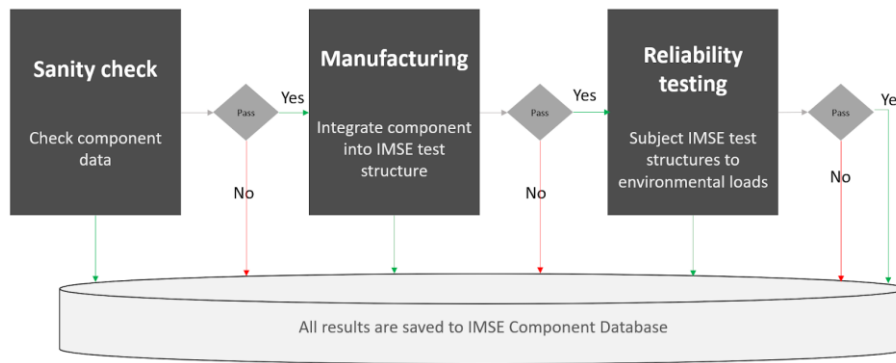 Sanity check
Check component
data
Pass
Yes
No
Manufacturing
Integrate component
into IMSE test
structure
Pass
Yes
No
Reliability
testing
Subject IMSE test
structures to
environmental loads
Pass
Ye
No
All results are saved to IMSE Component Database